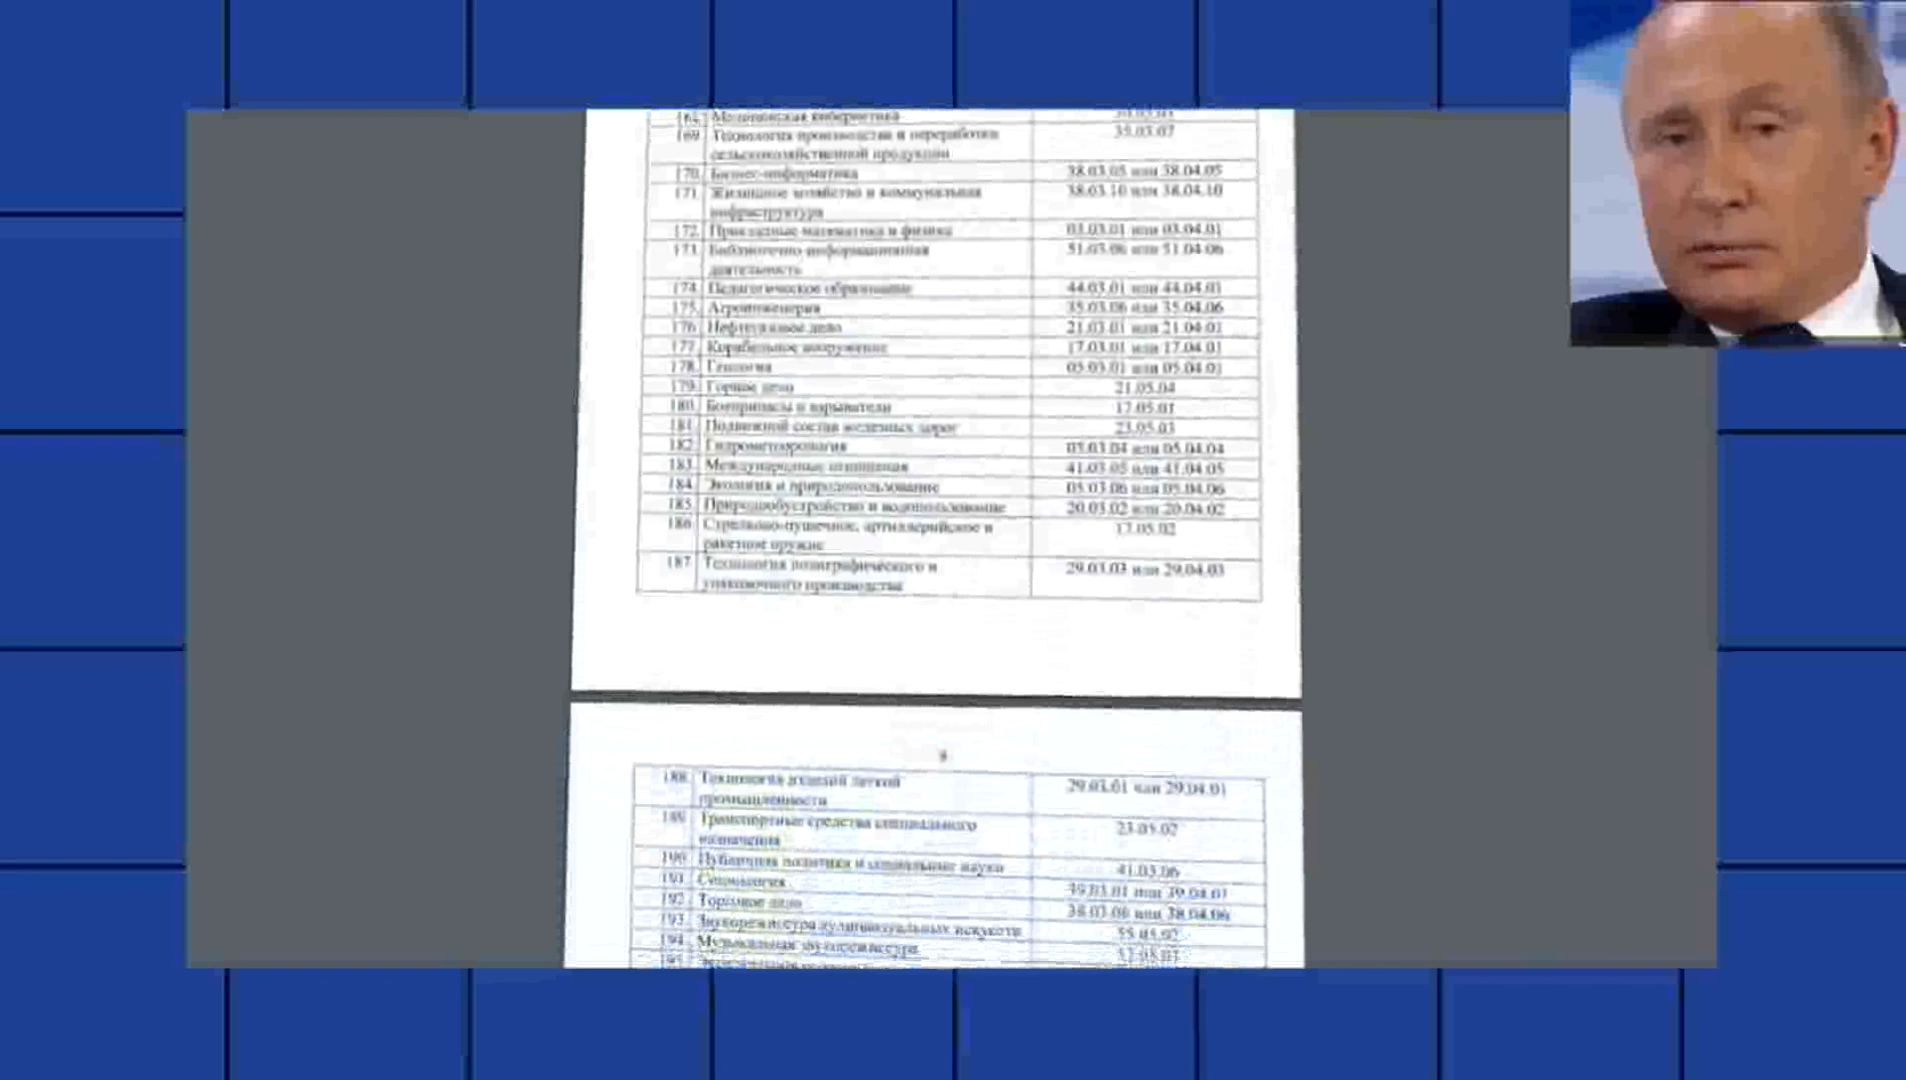 169. Технология производства и переработки 35.03.07
сельскохозяйственной продукции
170. Бизнес-информатика 38.03.05 или 38.04.05
171. Жилищное хозяйство и коммунальная 38.03.10 или 38.04.10
инфраструктура
172. Прикладные математика и физика 03.03.01 или 03.04.01
173. Библиотечно-информационная 51.03.06 или 51.04.06
деятельность
174. Педагогическое образование 44.03.01 или 44.04.01
175. Агроинженерия 35.03.06 или 35.04.06
176. Нефтегазовое дело 21.03.01 или 21.04.01
177. Корабельное вооружение 17.03.01 или 17.04.01
178. Геология 05.03.01 или 05.04.01
179. Горное дело 21.05.04
180. Боеприпасы и взрыватели 17.05.01
181. Подвижной состав железных дорог 23.05.03
182. Гидрометеорология 05.03.04 или 05.04.04
183. Международные отношения 41.03.05 или 41.04.05
184. Экология и природопользование 05.03.06 или 05.04.06
185. Природообустройство и водопользование 20.03.02 или 20.04.02
186. Стрелково-пушечное, артиллерийское и 17.05.02
ракетное оружие
187. Технология полиграфического и 29.03.03 или 29.04.03
упаковочного производства
188. Технология изделий легкой 29.03.01 или 29.04.01
промышленности
189. Транспортные средства специального 23.05.02
назначения
190. Публичная политика и социальные науки 41.03.06
191. Социология 39.03.01 или 39.04.01
192. Торговое дело 38.03.06 или 38.04.06
193. Звукорежиссура аудиовизуальных искусств 55.05.02
194. Музыкальная звукорежиссура
195.